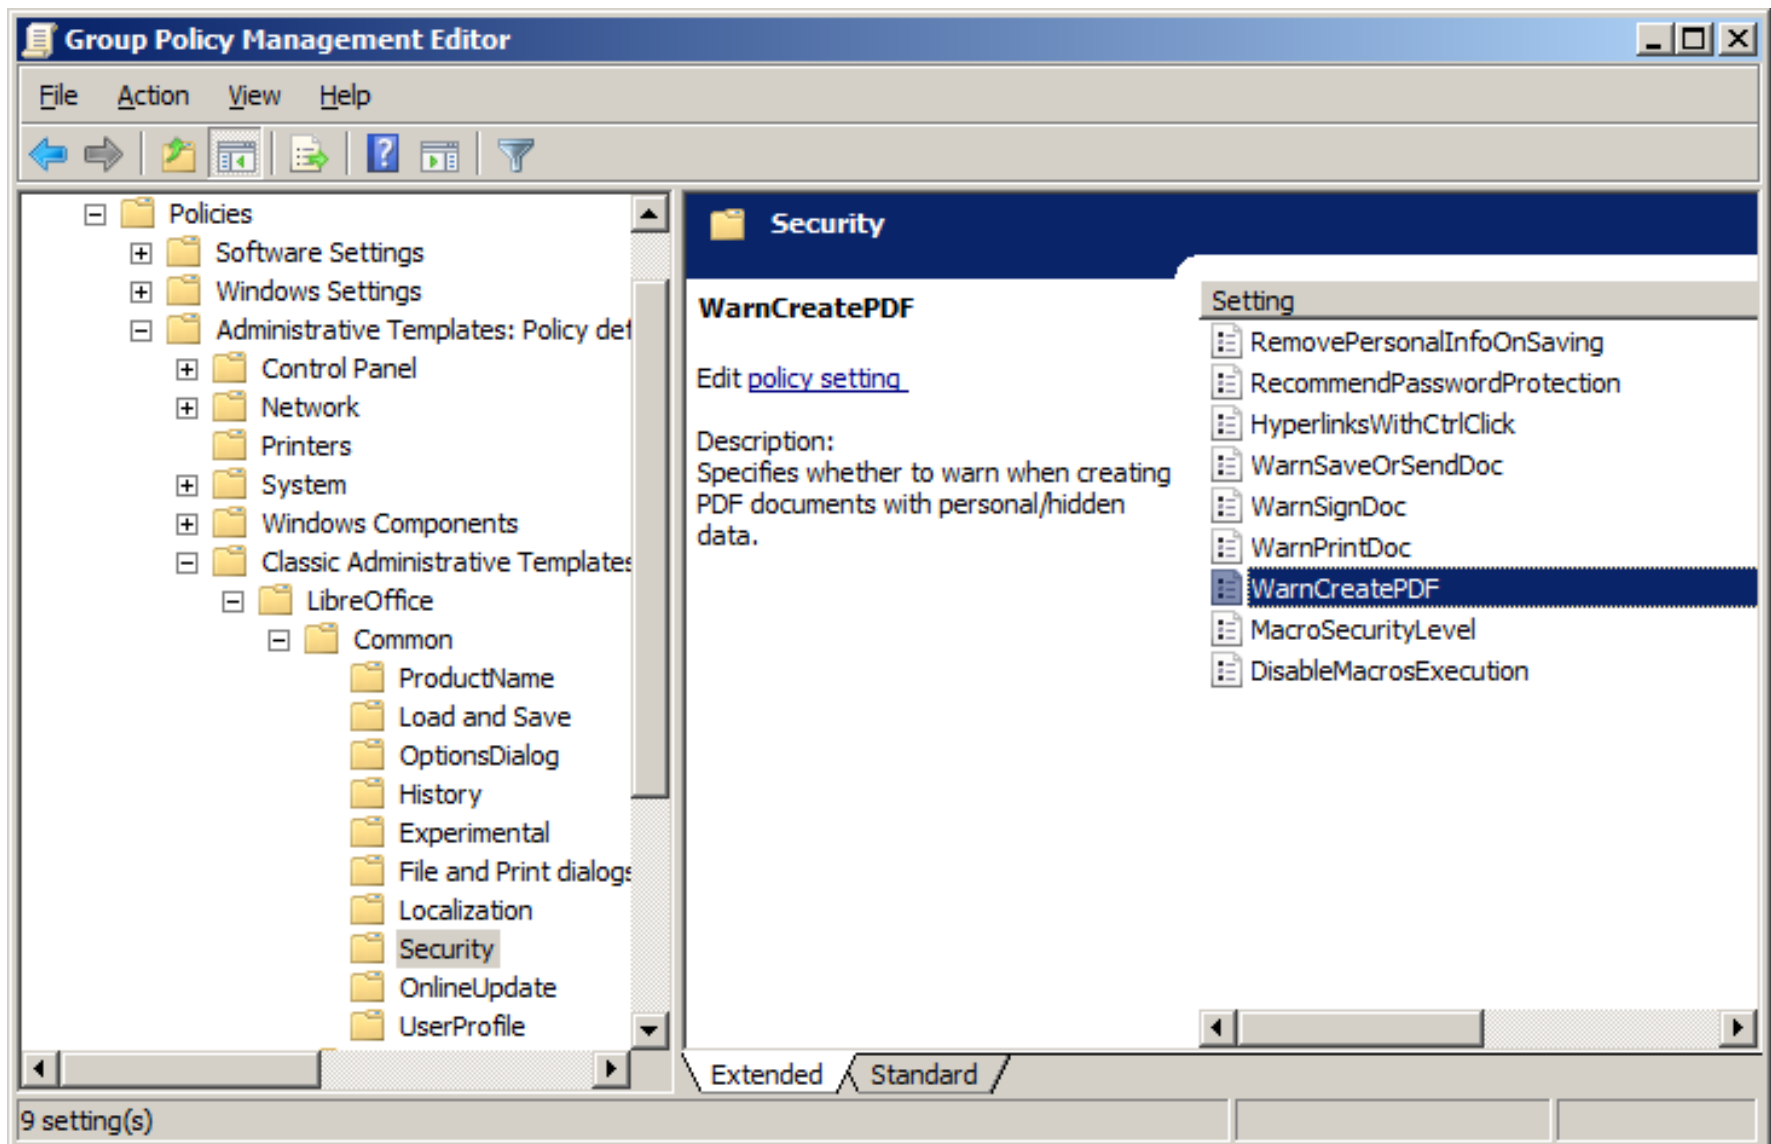 Group Policy Management Editor
File Action View Help
Policies
Software Settings
Windows Settings
Administrative Templates: Policy def
Control Panel
Network
Printers
System
Windows Components
Classic Administrative Templates
LibreOffice
Common
ProductName
Load and Save
OptionsDialog
History
Experimental
File and Print dialogs
Localization
Security
OnlineUpdate
UserProfile
Security
WarnCreatePDF
Edit policy setting
Description:
Specifies whether to warn when creating
PDF documents with personal/hidden
data.
Setting
RemovePersonalInfoOnSaving
RecommendPasswordProtection
HyperlinksWithCtrlClick
WarnSaveOrSendDoc
WarnSignDoc
WarnPrintDoc
WarnCreatePDF
MacroSecurityLevel
DisableMacrosExecution
Extended Standard
9 setting(s)